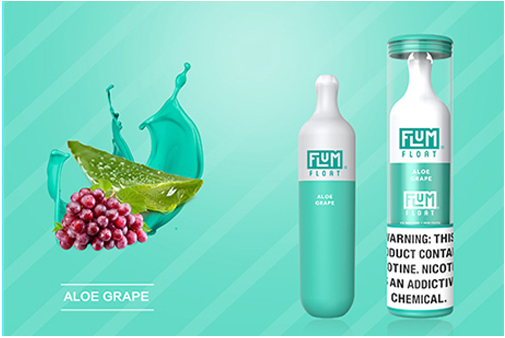 ALOE GRAPE
FLUM
FLOAT
ALOE
GRAPE
FLUM
FLOAT
ALOE
GRAPE
FLUM
FLOAT
WARNING: THIS
ODUCT CONTA
OTINE. NICOT
S AN ADDICTIV
CHEMICAL.